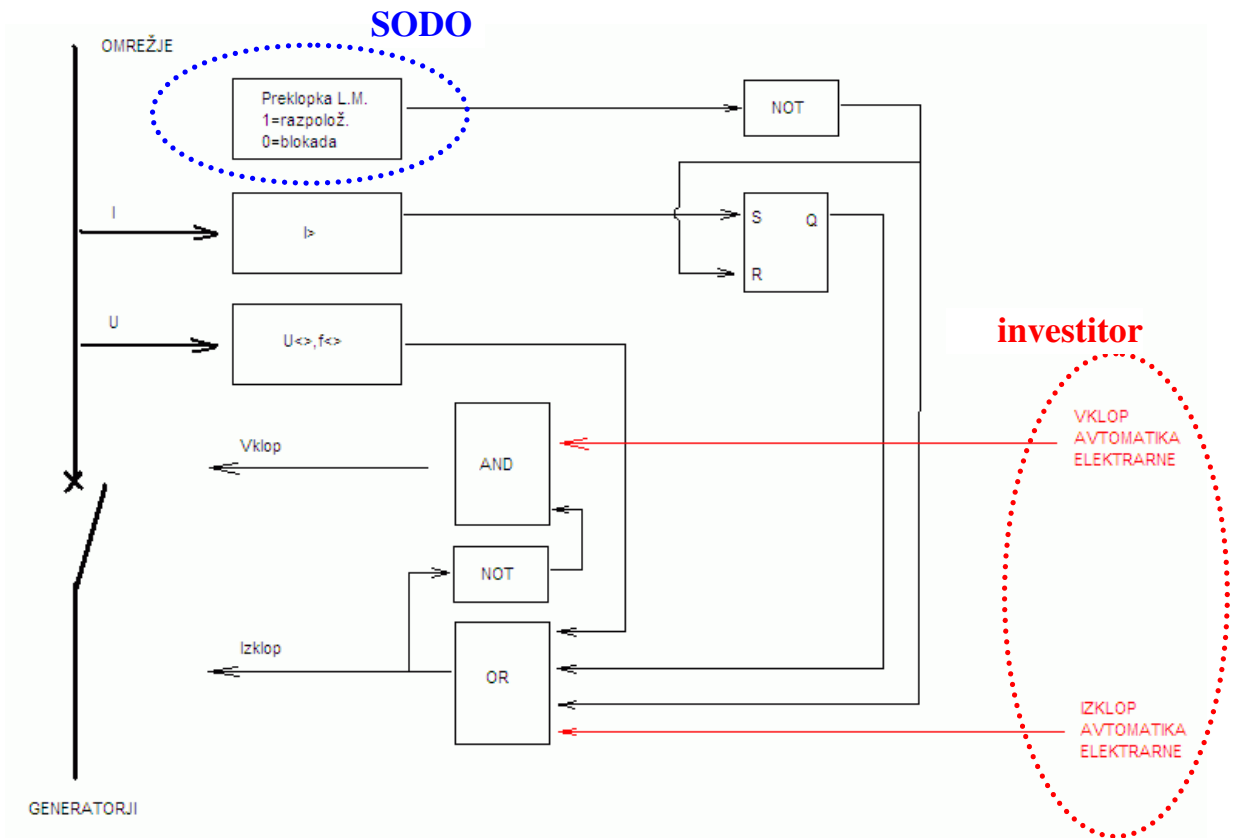 SODO
OMREŽJE
Preklopka L.M.
1=razpolož.
0=blokada
NOT
I
I>
S Q
R
U
U<>,f<>
investitor
VKLOP
AVTOMATIKA
ELEKTRARNE
Vklop
AND
NOT
Izklop
OR
IZKLOP
AVTOMATIKA
ELEKTRARNE
GENERATORJI